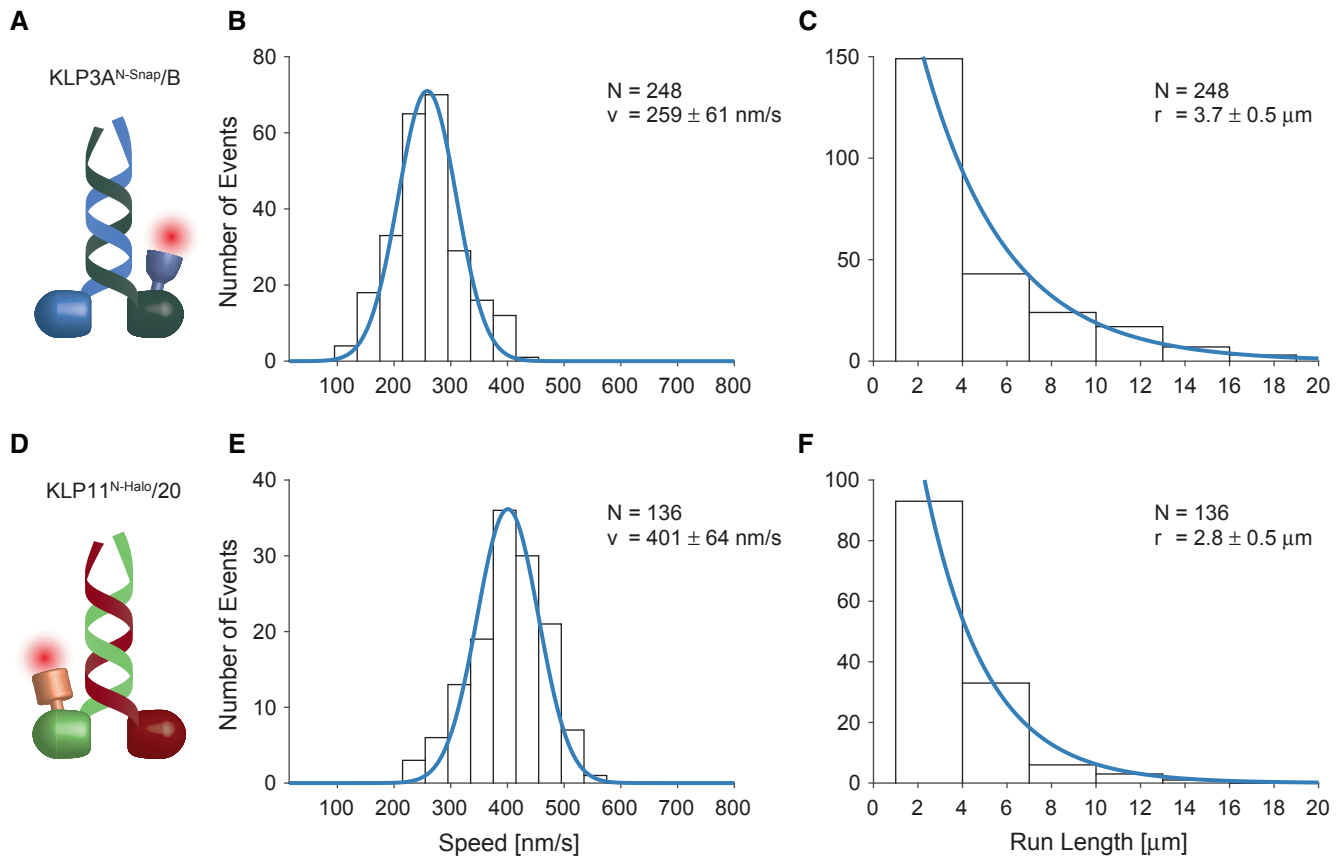 A
KLP3A^N-Snap/B
B
Number of Events
80
60
40
20
0
100 200 300 400 500 600 700 800
N = 248
v = 259 ± 61 nm/s
C
150
100
50
0
0 2 4 6 8 10 12 14 16 18 20
N = 248
r = 3.7 ± 0.5 μm
D
KLP11^N-Halo/20
E
Number of Events
40
30
20
10
0
100 200 300 400 500 600 700 800
Speed [nm/s]
N = 136
v = 401 ± 64 nm/s
F
100
80
60
40
20
0
0 2 4 6 8 10 12 14 16 18 20
Run Length [μm]
N = 136
r = 2.8 ± 0.5 μm